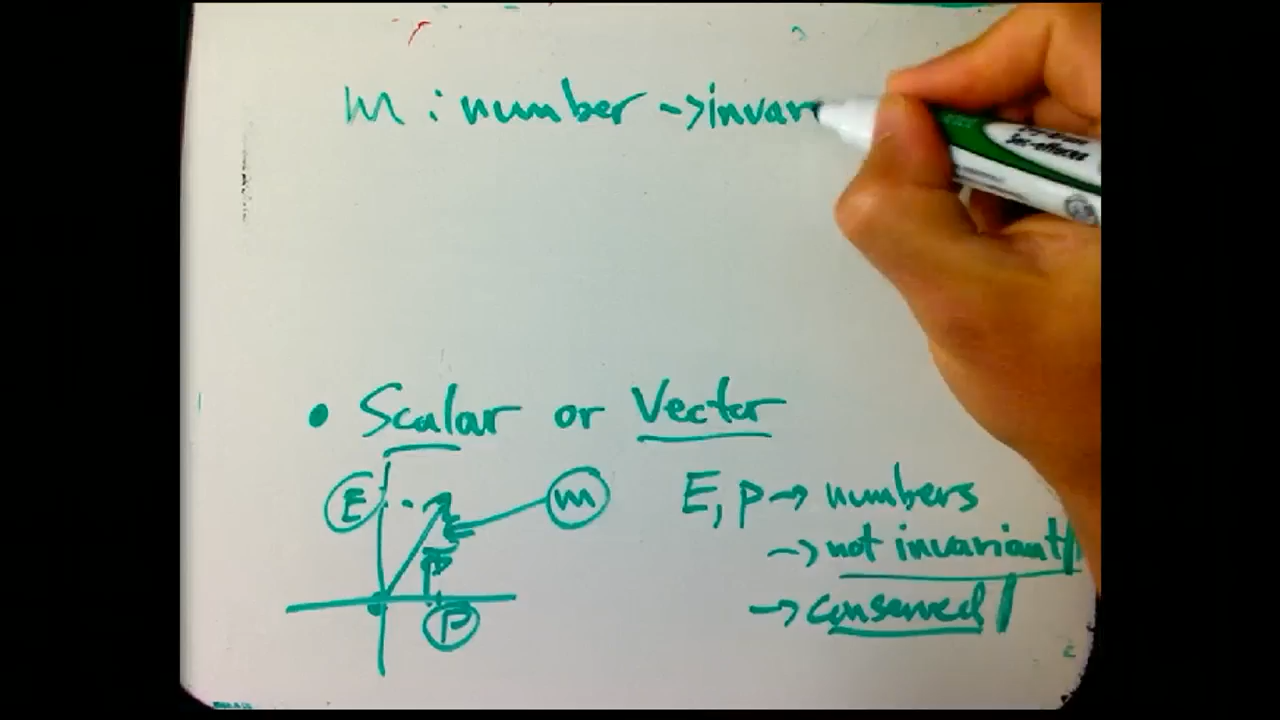 m : number → invar
• Scalar or Vector
E m E, p → numbers
→ not invariant
p
→ conserved
P